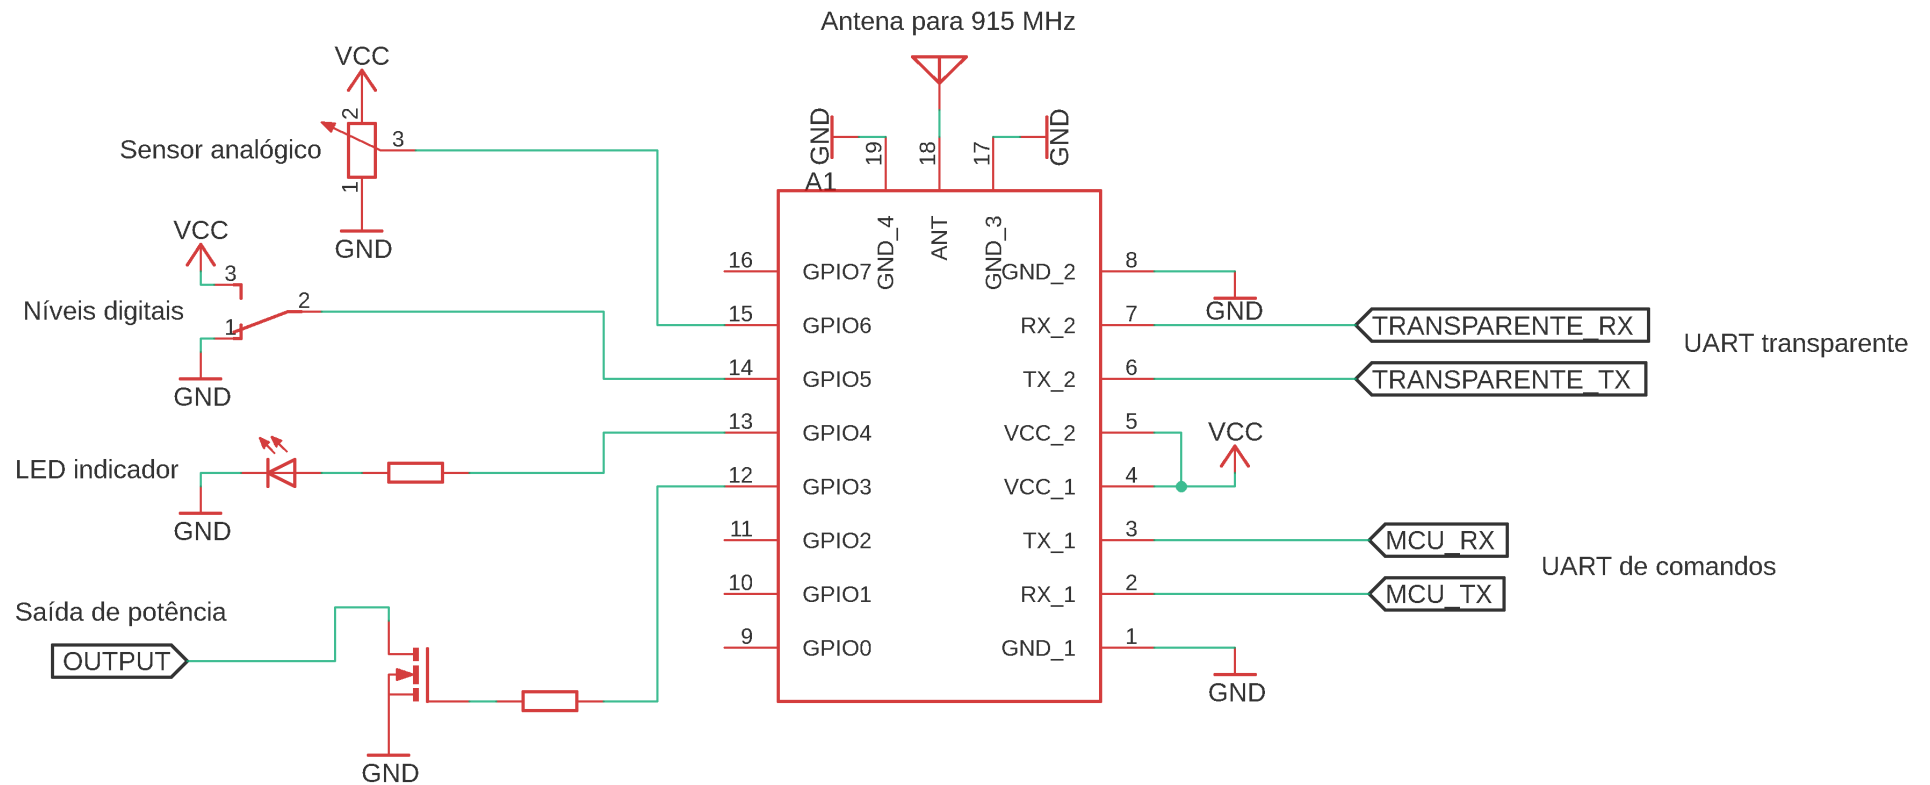 Antena para 915 MHz
VCC
2
3
Sensor analógico
1
GND
VCC
3
2
Níveis digitais
1
GND
LED indicador
GND
Saída de potência
OUTPUT
GND
GND
19
18
17
GND
A1
GND_4
ANT
GND_3
16
GPIO7
15
GPIO6
14
GPIO5
13
GPIO4
12
GPIO3
11
GPIO2
10
GPIO1
9
GPIO0
GND_2
8
GND
RX_2
7
TRANSPARENTE_RX
UART transparente
TX_2
6
TRANSPARENTE_TX
VCC_2
5
VCC
VCC_1
4
TX_1
3
MCU_RX
UART de comandos
RX_1
2
MCU_TX
GND_1
1
GND